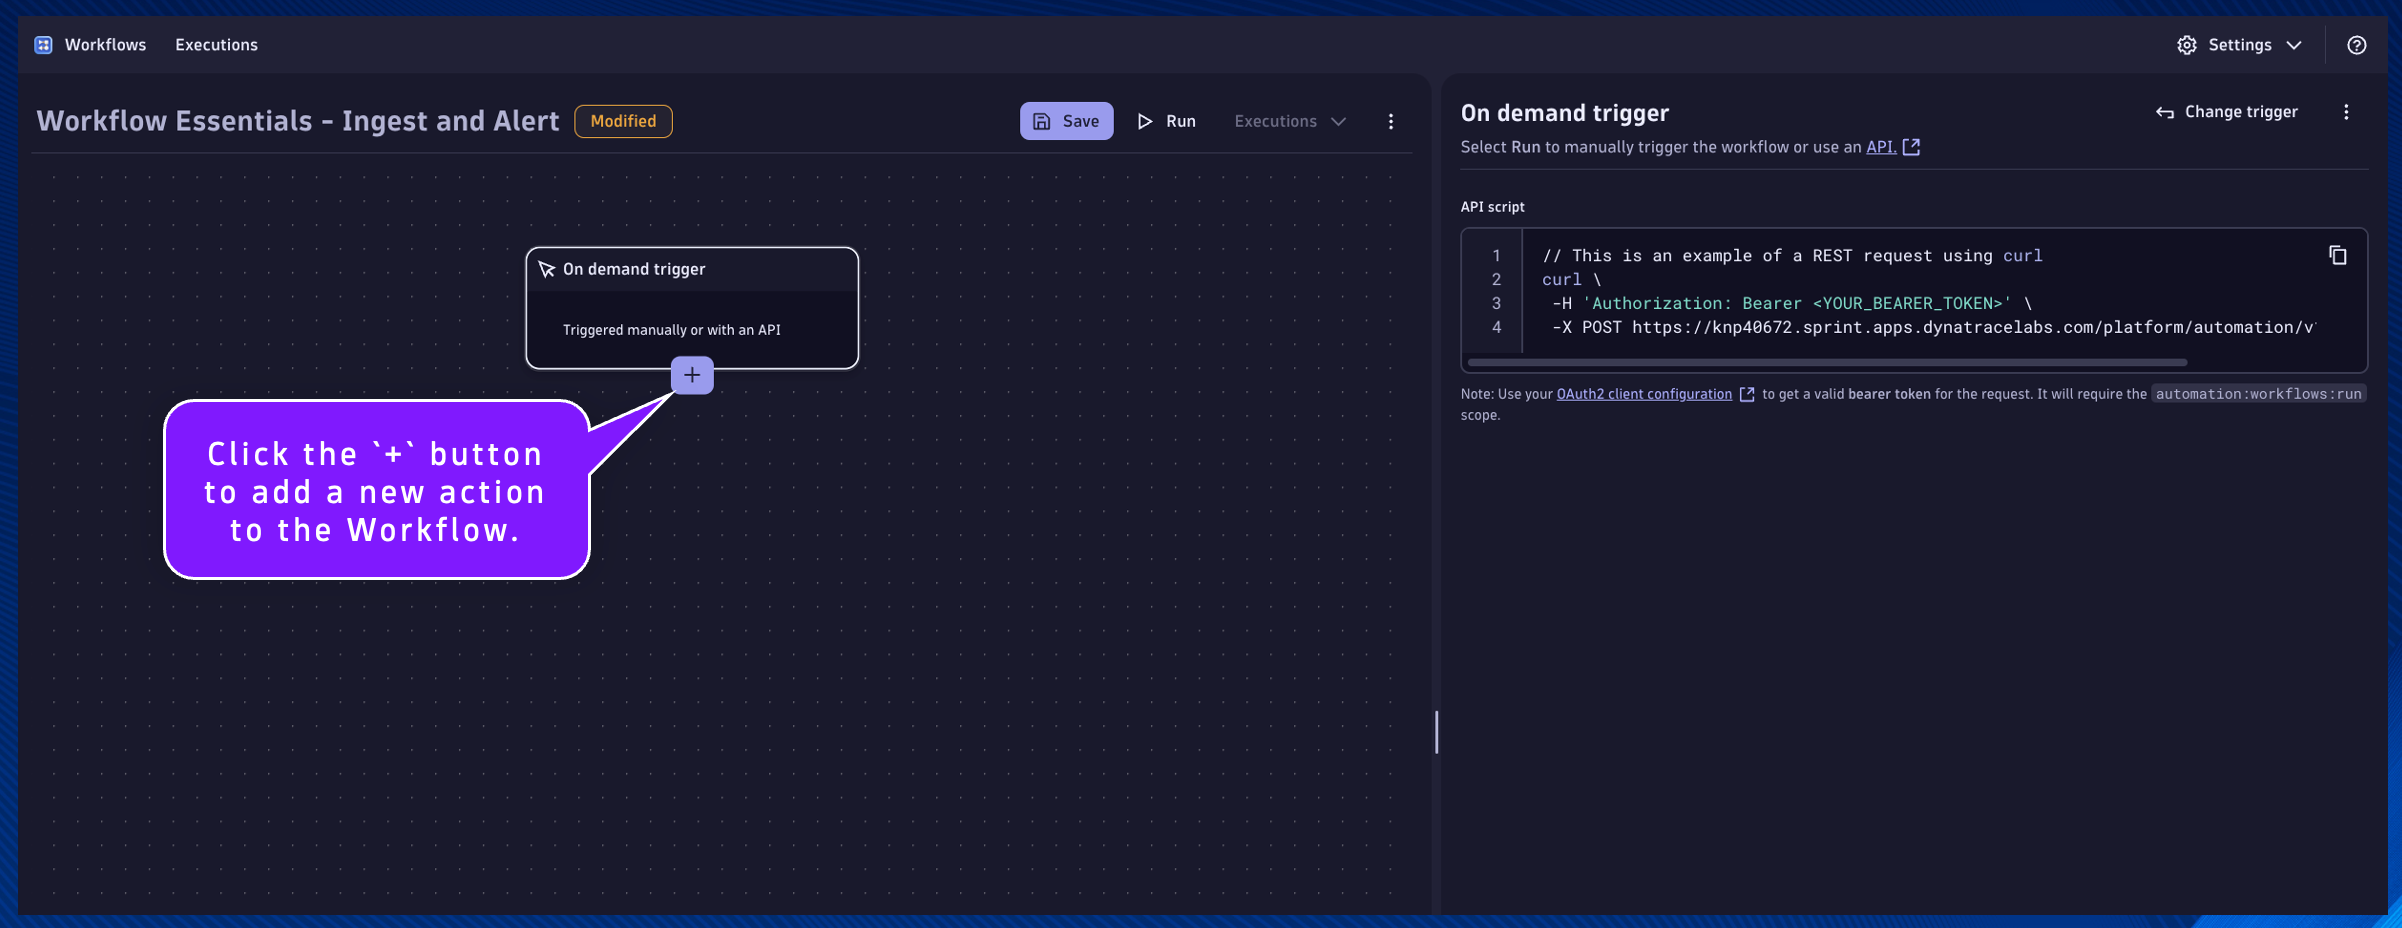 Workflows Executions Settings
Workflow Essentials - Ingest and Alert Modified Save Run Executions
On demand trigger
Triggered manually or with an API
Click the `+` button
to add a new action
to the Workflow.
On demand trigger Change trigger
Select Run to manually trigger the workflow or use an API.
API script
1 // This is an example of a REST request using curl
2 curl \
3 -H 'Authorization: Bearer <YOUR_BEARER_TOKEN>' \
4 -X POST https://knp40672.sprint.apps.dynatracelabs.com/platform/automation/v
Note: Use your OAuth2 client configuration to get a valid bearer token for the request. It will require the automation:workflows:run
scope.